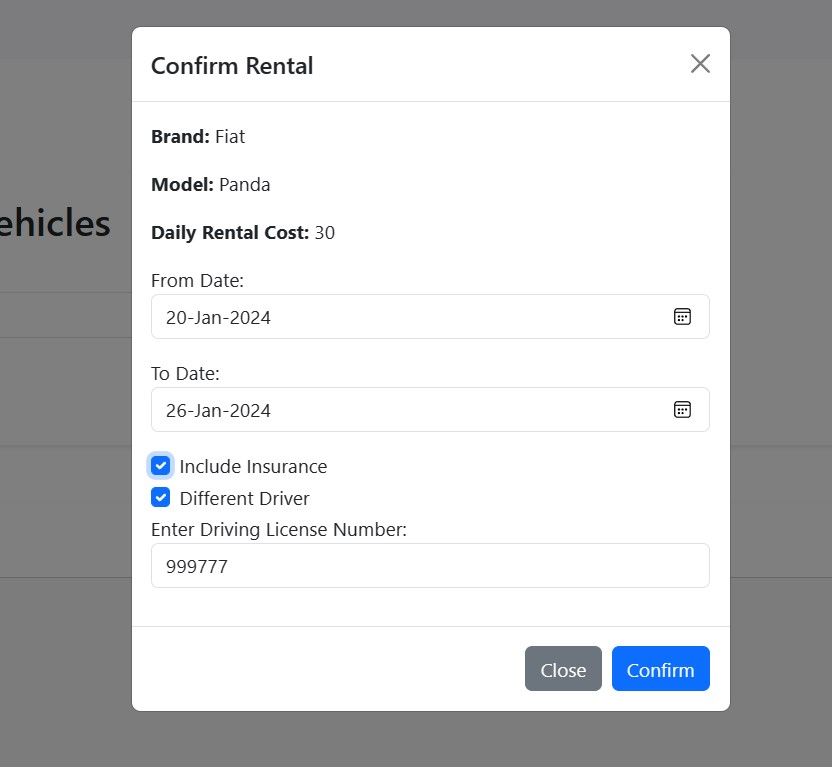 Confirm Rental
Brand: Fiat
Model: Panda
ehicles
Daily Rental Cost: 30
From Date:
20-Jan-2024
To Date:
26-Jan-2024
Include Insurance
Different Driver
Enter Driving License Number:
999777
Close Confirm